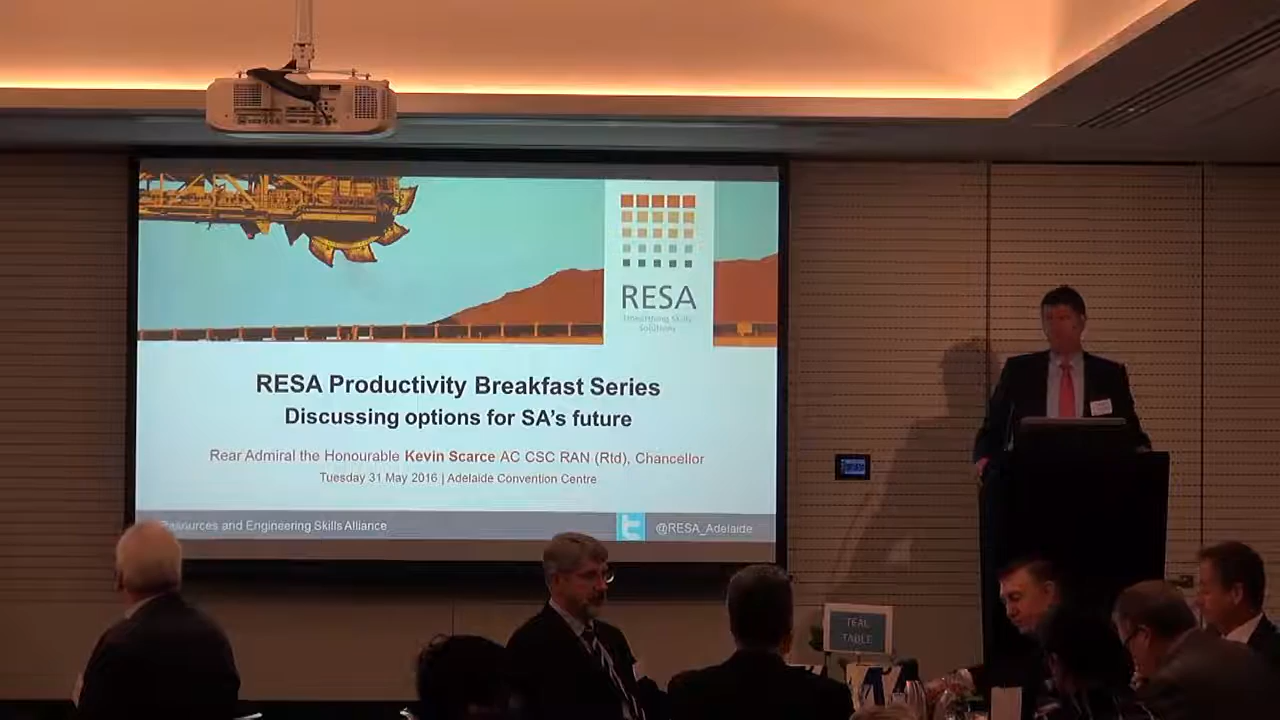 RESA
RESA Productivity Breakfast Series
Discussing options for SA's future
Rear Admiral the Honourable Kevin Scarce AC CSC RAN (Rtd), Chancellor
Tuesday 31 May 2016 | Adelaide Convention Centre
Resources and Engineering Skills Alliance
@RESA_Adelaide
TEAL
TABLE